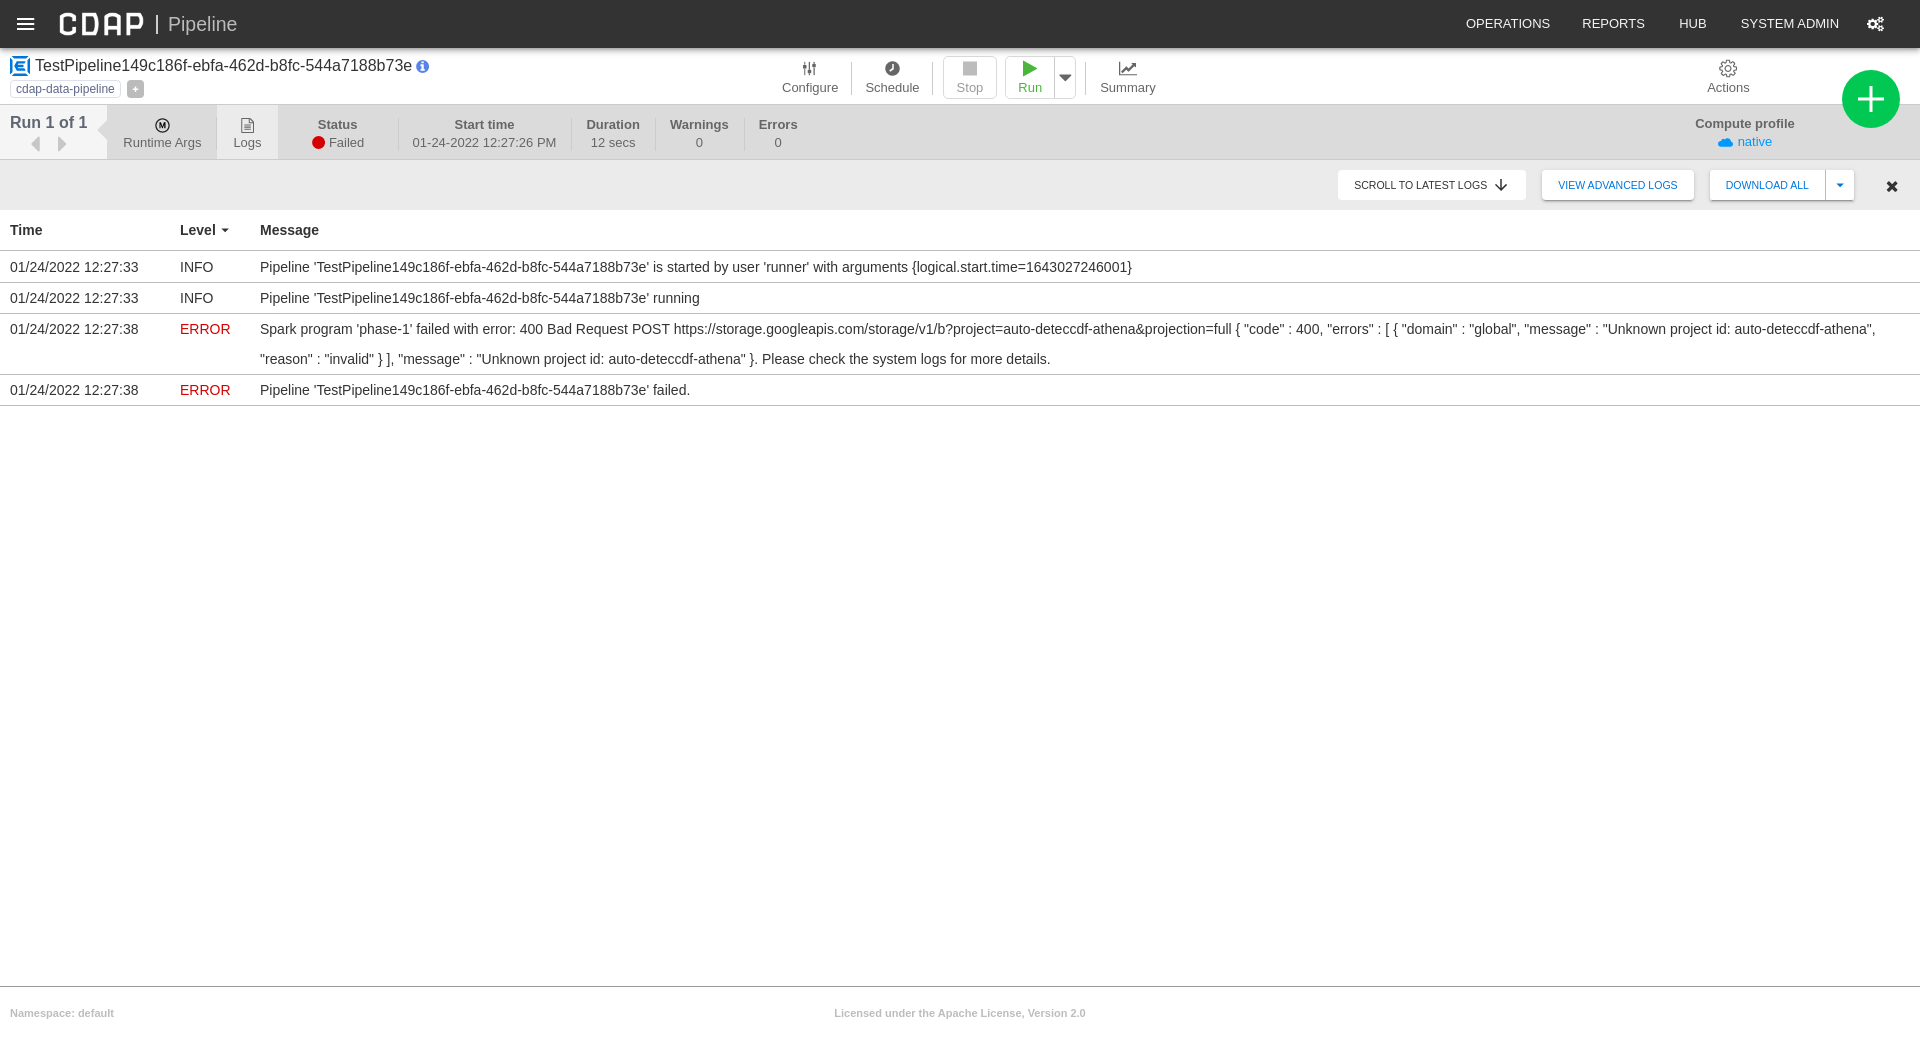 CDAP | Pipeline
OPERATIONS REPORTS HUB SYSTEM ADMIN
TestPipeline149c186f-ebfa-462d-b8fc-544a7188b73e
cdap-data-pipeline +
Configure Schedule Stop Run Summary Actions
Run 1 of 1
M
Runtime Args Logs
Status Start time Duration Warnings Errors Compute profile
Failed 01-24-2022 12:27:26 PM 12 secs 0 0 native
SCROLL TO LATEST LOGS VIEW ADVANCED LOGS DOWNLOAD ALL
Time Level Message
01/24/2022 12:27:33 INFO Pipeline 'TestPipeline149c186f-ebfa-462d-b8fc-544a7188b73e' is started by user 'runner' with arguments {logical.start.time=1643027246001}
01/24/2022 12:27:33 INFO Pipeline 'TestPipeline149c186f-ebfa-462d-b8fc-544a7188b73e' running
01/24/2022 12:27:38 ERROR Spark program 'phase-1' failed with error: 400 Bad Request POST https://storage.googleapis.com/storage/v1/b?project=auto-deteccdf-athena&projection=full { "code" : 400, "errors" : [ { "domain" : "global", "message" : "Unknown project id: auto-deteccdf-athena",
"reason" : "invalid" } ], "message" : "Unknown project id: auto-deteccdf-athena" }. Please check the system logs for more details.
01/24/2022 12:27:38 ERROR Pipeline 'TestPipeline149c186f-ebfa-462d-b8fc-544a7188b73e' failed.
Namespace: default
Licensed under the Apache License, Version 2.0